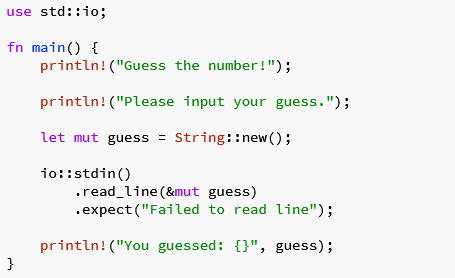 use std::io;

fn main() {
    println!("Guess the number!");

    println!("Please input your guess.");

    let mut guess = String::new();

    io::stdin()
        .read_line(&mut guess)
        .expect("Failed to read line");

    println!("You guessed: {}", guess);
}